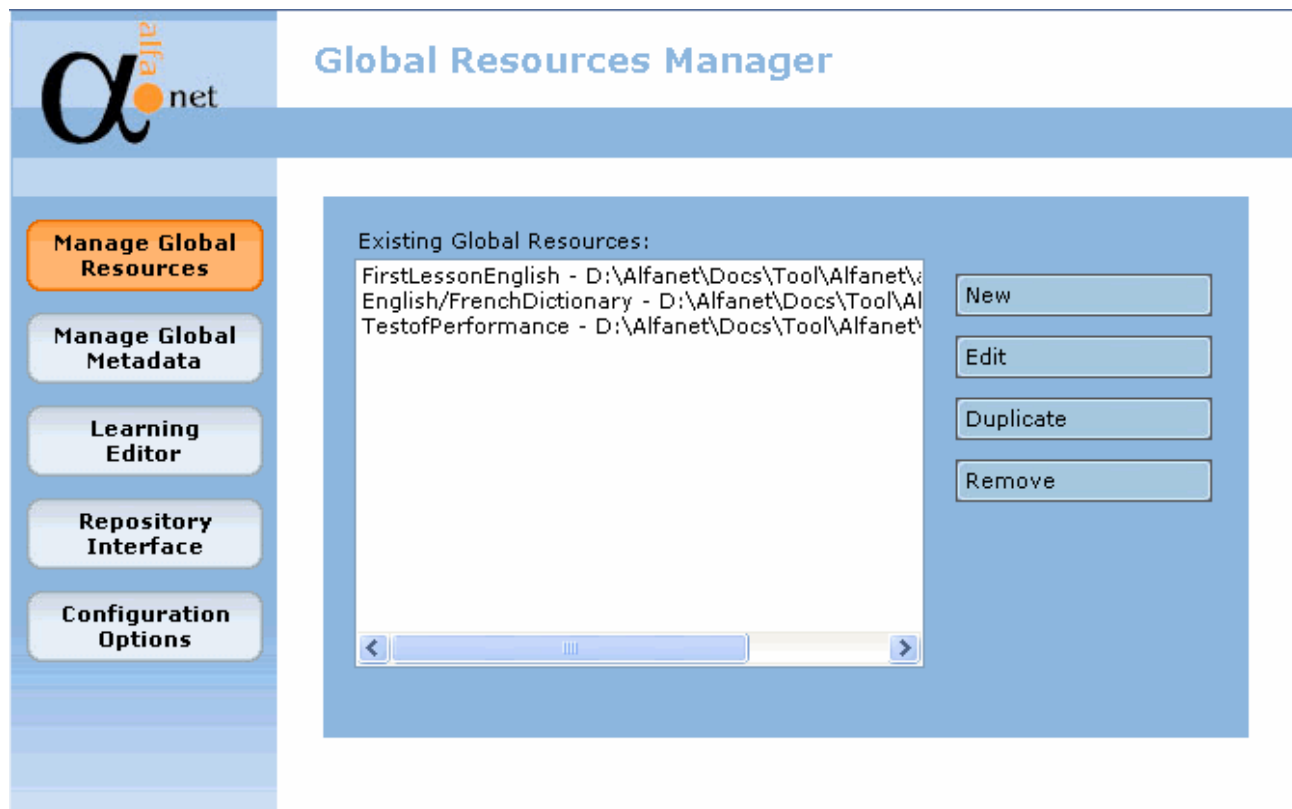 alfa
α net
Global Resources Manager
Manage Global
Resources
Manage Global
Metadata
Learning
Editor
Repository
Interface
Configuration
Options
Existing Global Resources:
FirstLessonEnglish - D:\Alfanet\Docs\Tool\Alfanet\
English/FrenchDictionary - D:\Alfanet\Docs\Tool\Al
TestofPerformance - D:\Alfanet\Docs\Tool\Alfanet\
New
Edit
Duplicate
Remove